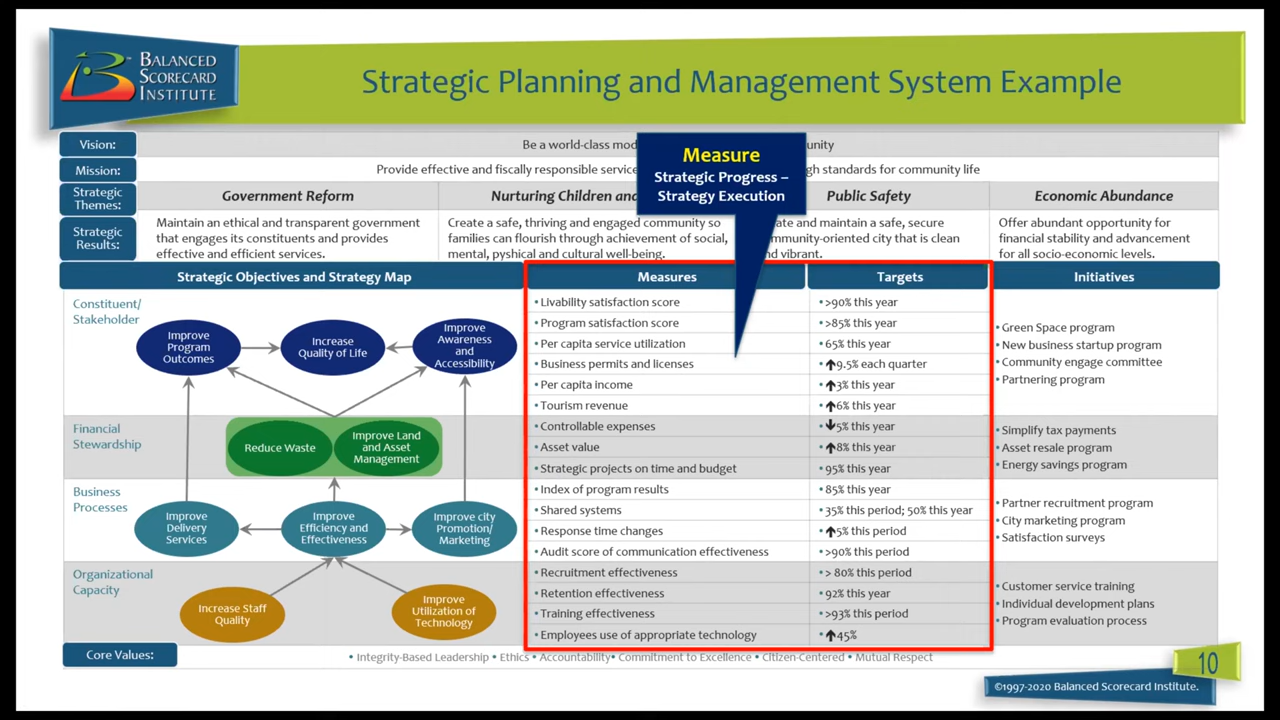 BALANCED
SCORECARD
INSTITUTE
™
Strategic Planning and Management System Example
Vision:
Be a world-class mod
unity
Mission:
Provide effective and fiscally responsible service
gh standards for community life
Measure
Strategic Progress –
Strategy Execution
Strategic
Themes:
Government Reform
Nurturing Children and
Public Safety
Economic Abundance
Strategic
Results:
Maintain an ethical and transparent government
that engages its constituents and provides
effective and efficient services.
Create a safe, thriving and engaged community so
families can flourish through achievement of social,
mental, pyshical and cultural well-being.
ate and maintain a safe, secure
mmunity-oriented city that is clean
nd vibrant.
Offer abundant opportunity for
financial stability and advancement
for all socio-economic levels.
Strategic Objectives and Strategy Map
Measures
Targets
Initiatives
Constituent/
Stakeholder
Improve
Program
Outcomes
Increase
Quality of Life
Improve
Awareness
and
Accessibility
Financial
Stewardship
Reduce Waste
Improve Land
and Asset
Management
Business
Processes
Improve
Delivery
Services
Improve
Efficiency and
Effectiveness
Improve city
Promotion/
Marketing
Organizational
Capacity
Increase Staff
Quality
Improve
Utilization of
Technology
• Livability satisfaction score
• >90% this year
• Program satisfaction score
• >85% this year
• Per capita service utilization
• 65% this year
• Business permits and licenses
• ↑9.5% each quarter
• Per capita income
• ↑3% this year
• Tourism revenue
• ↑6% this year
• Controllable expenses
• ↓5% this year
• Asset value
• ↑8% this year
• Strategic projects on time and budget
• 95% this year
• Index of program results
• 85% this year
• Shared systems
• 35% this period; 50% this year
• Response time changes
• ↑5% this period
• Audit score of communication effectiveness
• >90% this period
• Recruitment effectiveness
• > 80% this period
• Retention effectiveness
• 92% this year
• Training effectiveness
• >93% this period
• Employees use of appropriate technology
• ↑45%
• Green Space program
• New business startup program
• Community engage committee
• Partnering program
• Simplify tax payments
• Asset resale program
• Energy savings program
• Partner recruitment program
• City marketing program
• Satisfaction surveys
• Customer service training
• Individual development plans
• Program evaluation process
Core Values:
• Integrity-Based Leadership • Ethics • Accountability• Commitment to Excellence • Citizen-Centered • Mutual Respect
10
©1997-2020 Balanced Scorecard Institute.